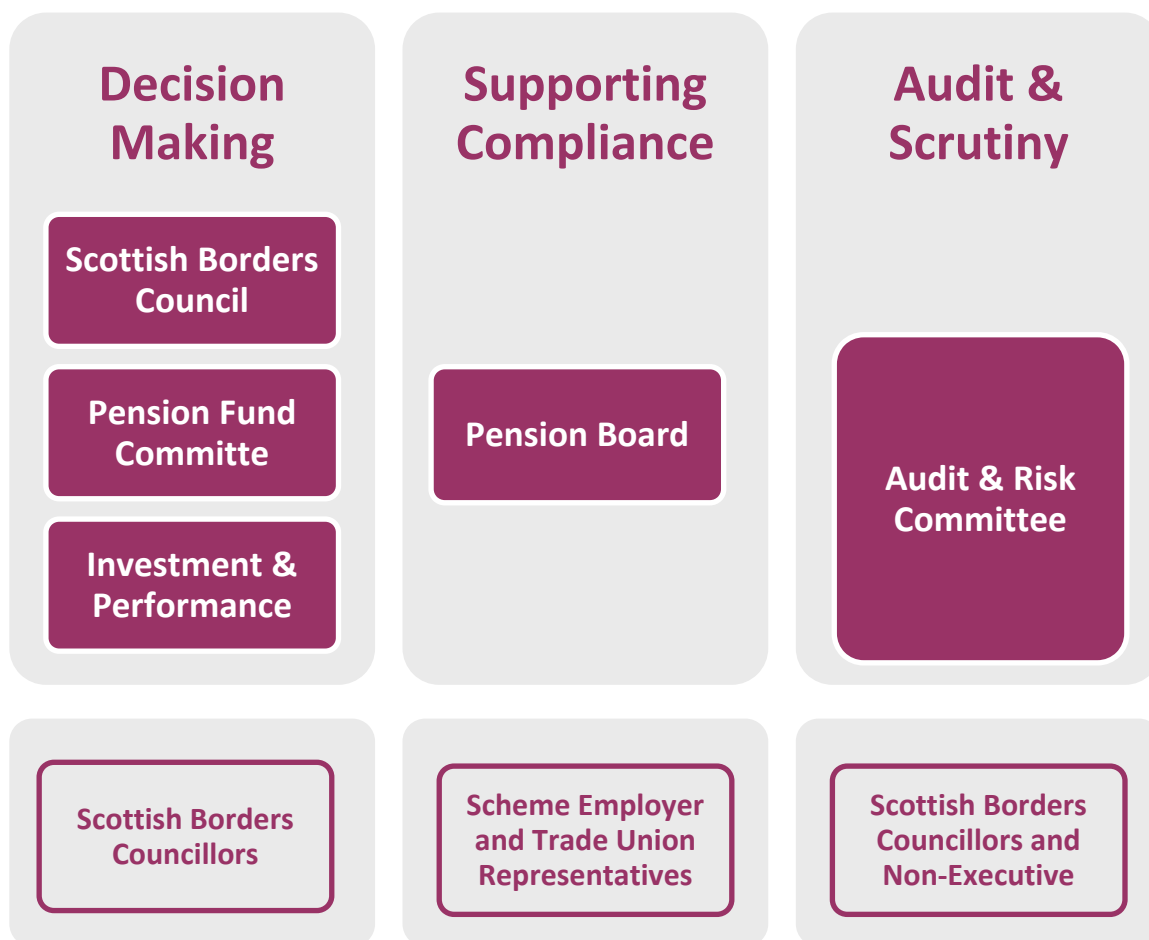 Decision
Making
Scottish Borders
Council
Pension Fund
Committe
Investment &
Performance
Scottish Borders
Councillors
Supporting
Compliance
Pension Board
Scheme Employer
and Trade Union
Representatives
Audit &
Scrutiny
Audit & Risk
Committee
Scottish Borders
Councillors and
Non-Executive